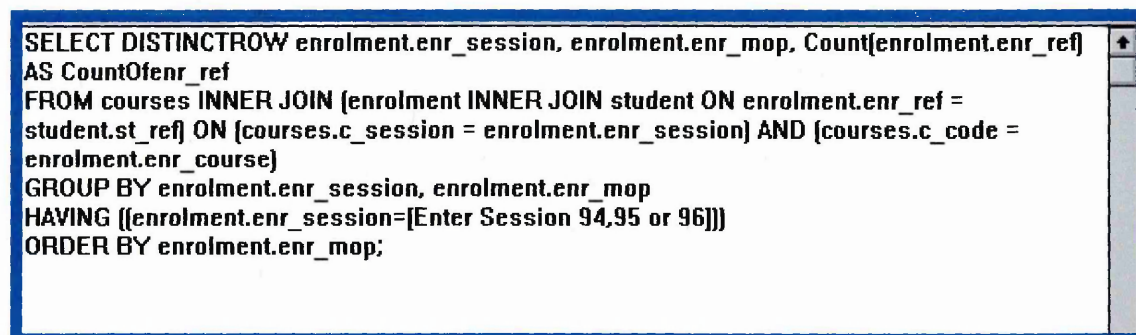 SELECT DISTINCTROW enrolment.enr_session, enrolment.enr_mop, Count(enrolment.enr_ref)
AS CountOfenr_ref
FROM courses INNER JOIN (enrolment INNER JOIN student ON enrolment.enr_ref =
student.st_ref) ON (courses.c_session = enrolment.enr_session) AND (courses.c_code =
enrolment.enr_course)
GROUP BY enrolment.enr_session, enrolment.enr_mop
HAVING ((enrolment.enr_session=[Enter Session 94,95 or 96]))
ORDER BY enrolment.enr_mop;